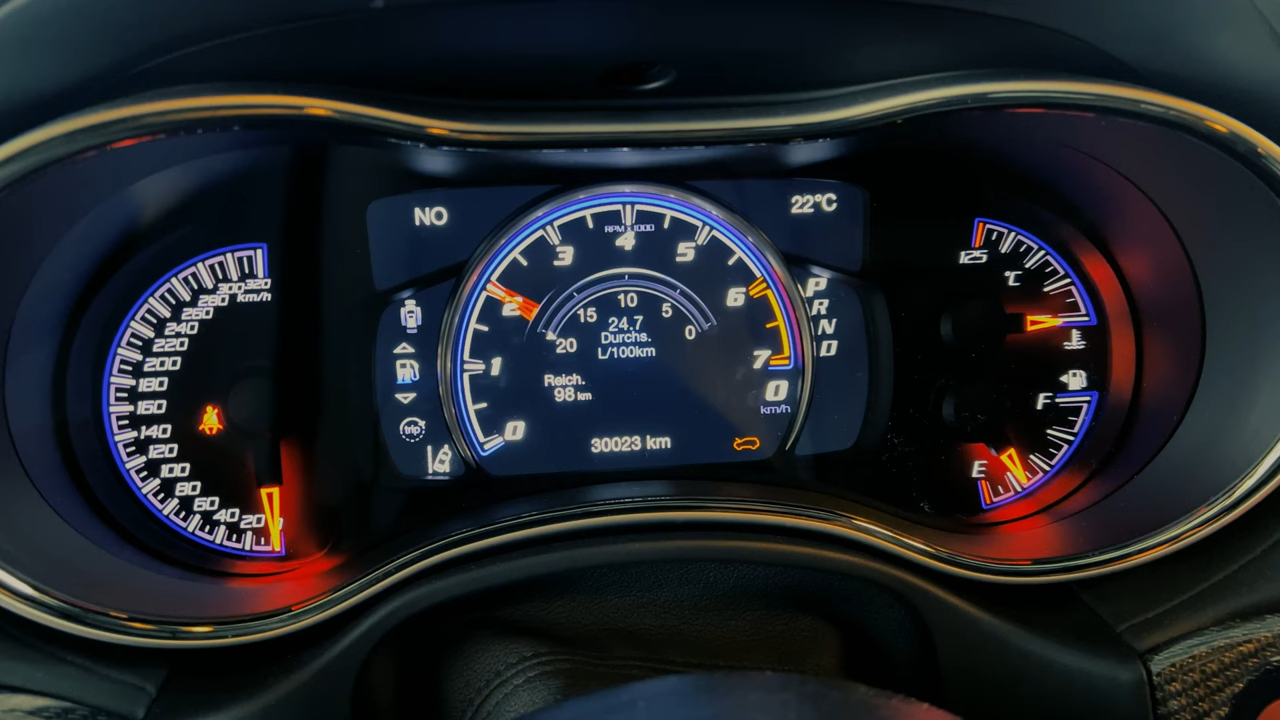 NO
22°C
320
300
km/h
280
260
240
220
200
180
160
140
120
100
80
60
40
20
RPM X 1000
0
1
2
3
4
5
6
7
20
15
10
5
0
24.7
Durchs.
L/100km
Reich.
98 km
30023 km
0
km/h
P
R
N
D
trip
125
°C
F
E